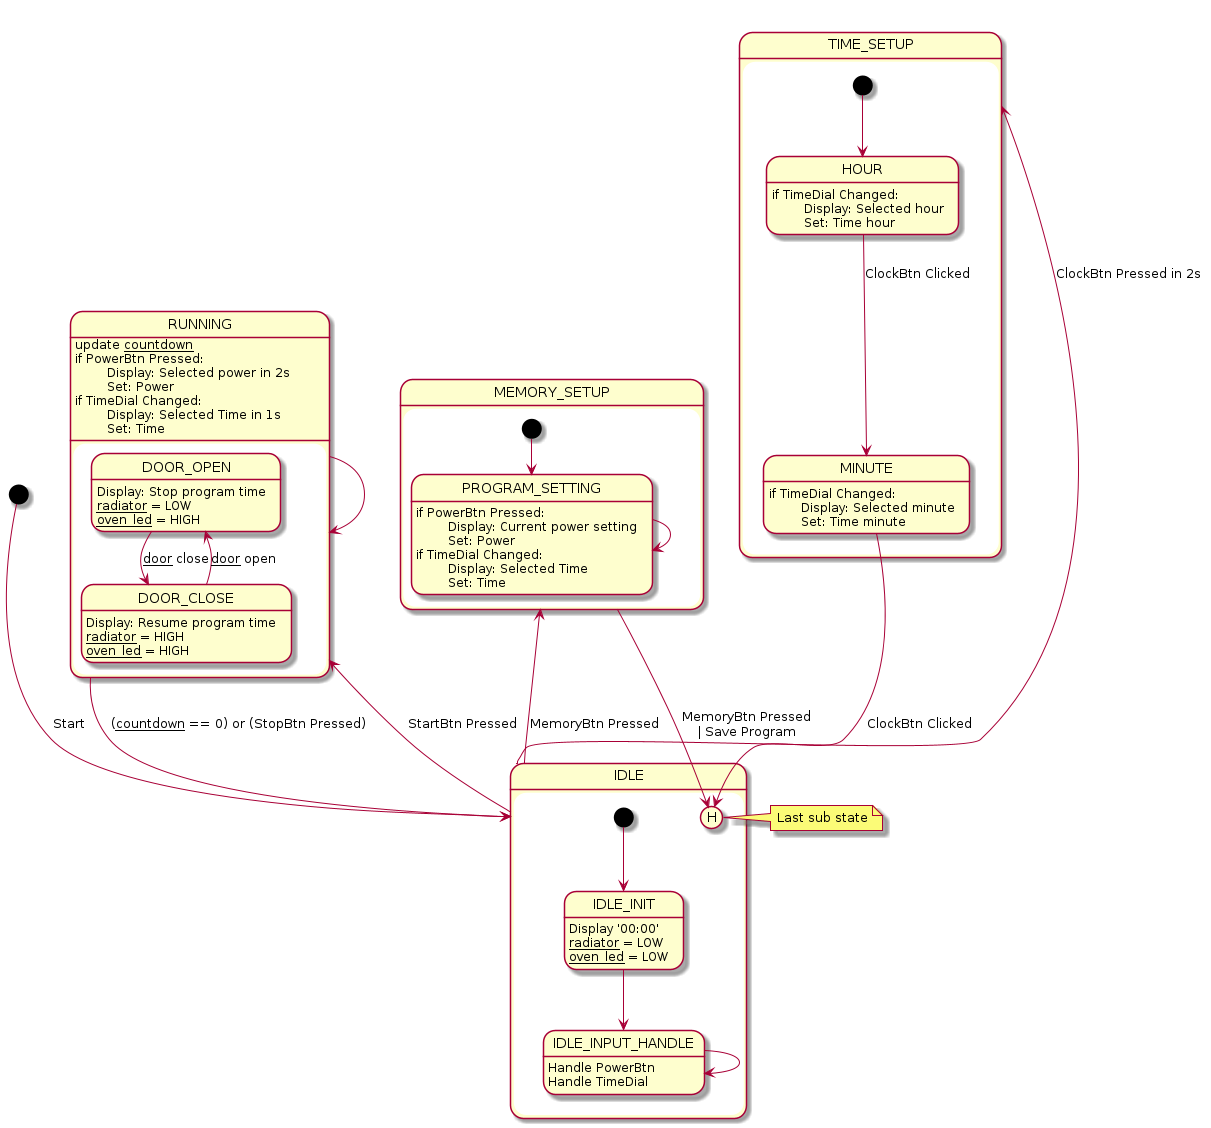 TIME_SETUP
HOUR
if TimeDial Changed:
Display: Selected hour
Set: Time hour
ClockBtn Clicked
ClockBtn Pressed in 2s
MINUTE
if TimeDial Changed:
Display: Selected minute
Set: Time minute
RUNNING
update countdown
if PowerBtn Pressed:
Display: Selected power in 2s
Set: Power
if TimeDial Changed:
Display: Selected Time in 1s
Set: Time
DOOR_OPEN
Display: Stop program time
radiator = LOW
oven_led = HIGH
door close
door open
DOOR_CLOSE
Display: Resume program time
radiator = HIGH
oven_led = HIGH
MEMORY_SETUP
PROGRAM_SETTING
if PowerBtn Pressed:
Display: Current power setting
Set: Power
if TimeDial Changed:
Display: Selected Time
Set: Time
Start
(countdown == 0) or (StopBtn Pressed)
StartBtn Pressed
MemoryBtn Pressed
MemoryBtn Pressed
| Save Program
ClockBtn Clicked
IDLE
H
Last sub state
IDLE_INIT
Display '00:00'
radiator = LOW
oven_led = LOW
IDLE_INPUT_HANDLE
Handle PowerBtn
Handle TimeDial